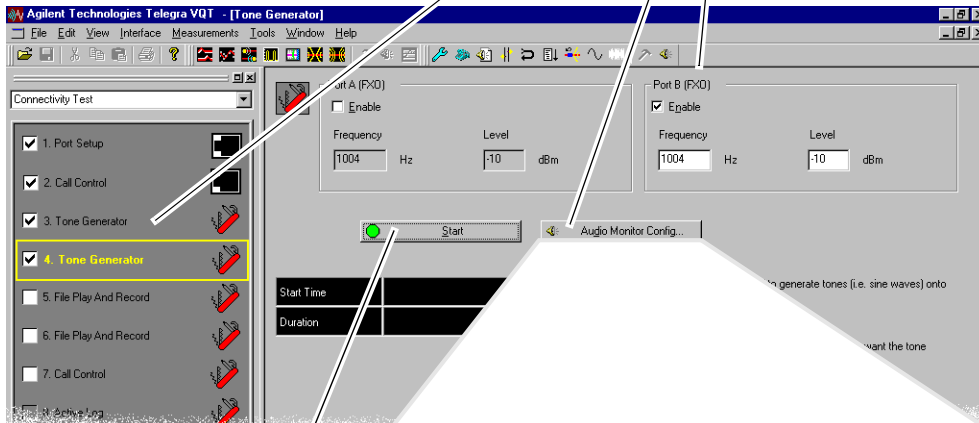 Agilent Technologies Telegra VQT - [Tone Generator]
File Edit View Interface Measurements Tools Window Help
Connectivity Test
1. Port Setup
2. Call Control
3. Tone Generator
4. Tone Generator
5. File Play And Record
6. File Play And Record
7. Call Control
8. Active Log
Port A (FXO)
Enable
Frequency Level
1004 Hz -10 dBm
Port B (FXO)
Enable
Frequency Level
1004 Hz -10 dBm
Start
Audio Monitor Config...
Start Time
Duration
to generate tones (i.e. sine waves) onto
want the tone